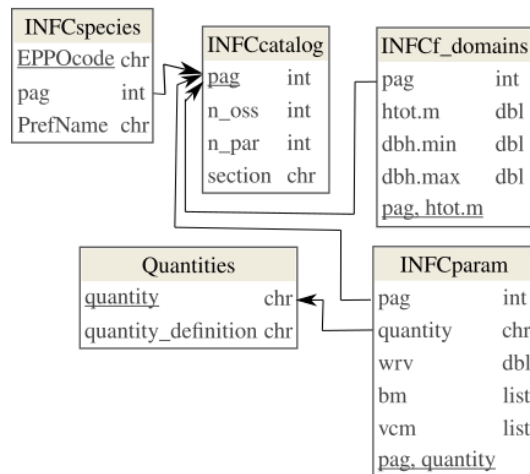 INFCspecies
EPPOcode chr
pag int
PrefName chr
INFCcatalog
pag int
n_oss int
n_par int
section chr
INFCf_domains
pag int
htot.m dbl
dbh.min dbl
dbh.max dbl
pag, htot.m
Quantities
quantity chr
quantity_definition chr
INFCparam
pag int
quantity chr
wrv dbl
bm list
vcm list
pag, quantity